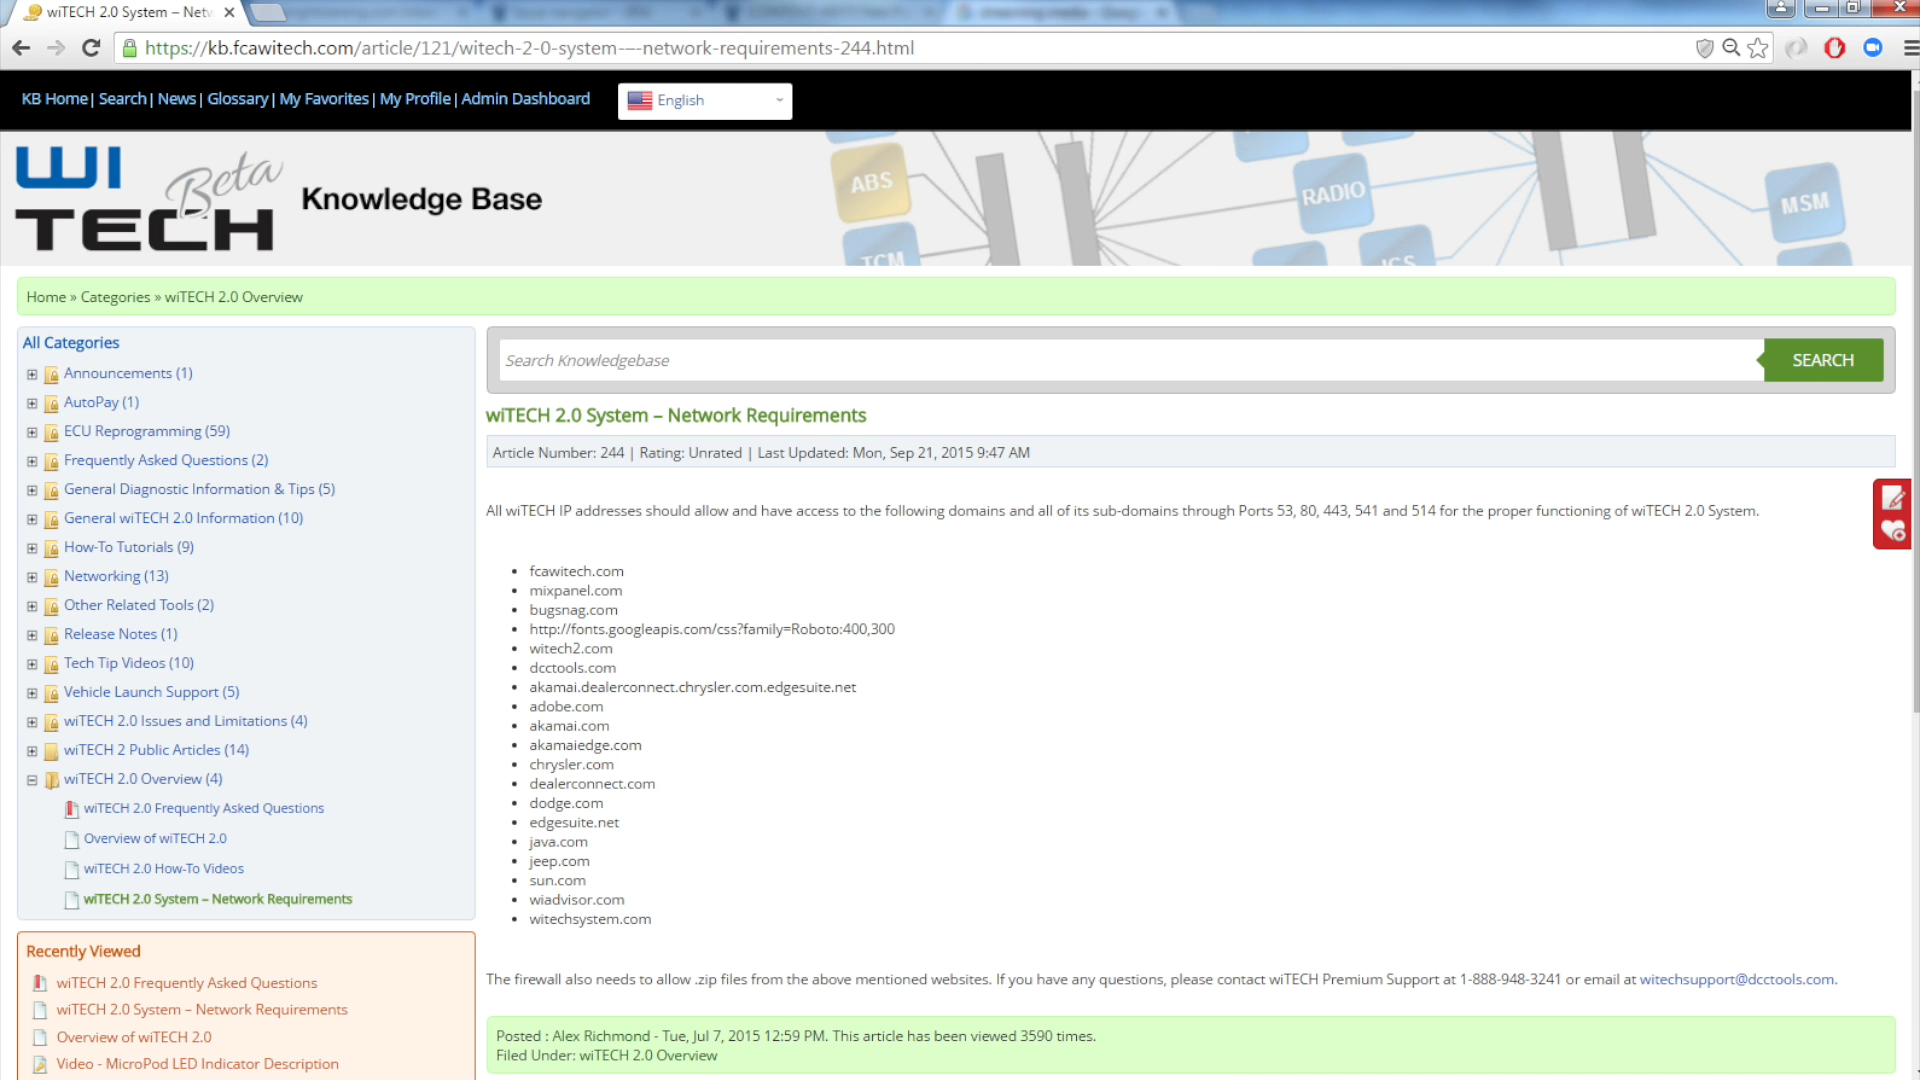 wiTECH 2.0 System – Netw
https://kb.fcawitech.com/article/121/witech-2-0-system-–-network-requirements-244.html
KB Home | Search | News | Glossary | My Favorites | My Profile | Admin Dashboard
English
WI TECH Beta Knowledge Base
ABS
TCM
RADIO
ICS
MSM
Home » Categories » wiTECH 2.0 Overview
All Categories
Announcements (1)
AutoPay (1)
ECU Reprogramming (59)
Frequently Asked Questions (2)
General Diagnostic Information & Tips (5)
General wiTECH 2.0 Information (10)
How-To Tutorials (9)
Networking (13)
Other Related Tools (2)
Release Notes (1)
Tech Tip Videos (10)
Vehicle Launch Support (5)
wiTECH 2.0 Issues and Limitations (4)
wiTECH 2 Public Articles (14)
wiTECH 2.0 Overview (4)
wiTECH 2.0 Frequently Asked Questions
Overview of wiTECH 2.0
wiTECH 2.0 How-To Videos
wiTECH 2.0 System – Network Requirements
Recently Viewed
wiTECH 2.0 Frequently Asked Questions
wiTECH 2.0 System – Network Requirements
Overview of wiTECH 2.0
Video - MicroPod LED Indicator Description
Search Knowledgebase
SEARCH
wiTECH 2.0 System – Network Requirements
Article Number: 244 | Rating: Unrated | Last Updated: Mon, Sep 21, 2015 9:47 AM
All wiTECH IP addresses should allow and have access to the following domains and all of its sub-domains through Ports 53, 80, 443, 541 and 514 for the proper functioning of wiTECH 2.0 System.
• fcawitech.com
• mixpanel.com
• bugsnag.com
• http://fonts.googleapis.com/css?family=Roboto:400,300
• witech2.com
• dcctools.com
• akamai.dealerconnect.chrysler.com.edgesuite.net
• adobe.com
• akamai.com
• akamaiedge.com
• chrysler.com
• dealerconnect.com
• dodge.com
• edgesuite.net
• java.com
• jeep.com
• sun.com
• wiadvisor.com
• witechsystem.com
The firewall also needs to allow .zip files from the above mentioned websites. If you have any questions, please contact wiTECH Premium Support at 1-888-948-3241 or email at witechsupport@dcctools.com.
Posted : Alex Richmond - Tue, Jul 7, 2015 12:59 PM. This article has been viewed 3590 times.
Filed Under: wiTECH 2.0 Overview